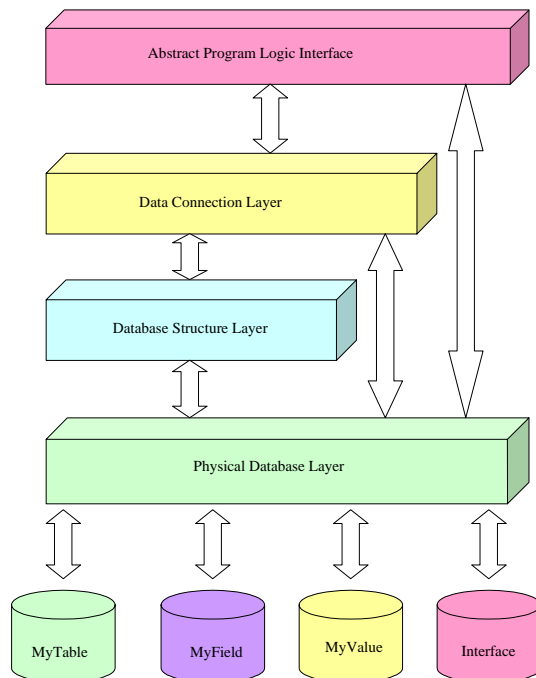 Abstract Program Logic Interface
Data Connection Layer
Database Structure Layer
Physical Database Layer
MyTable
MyField
MyValue
Interface